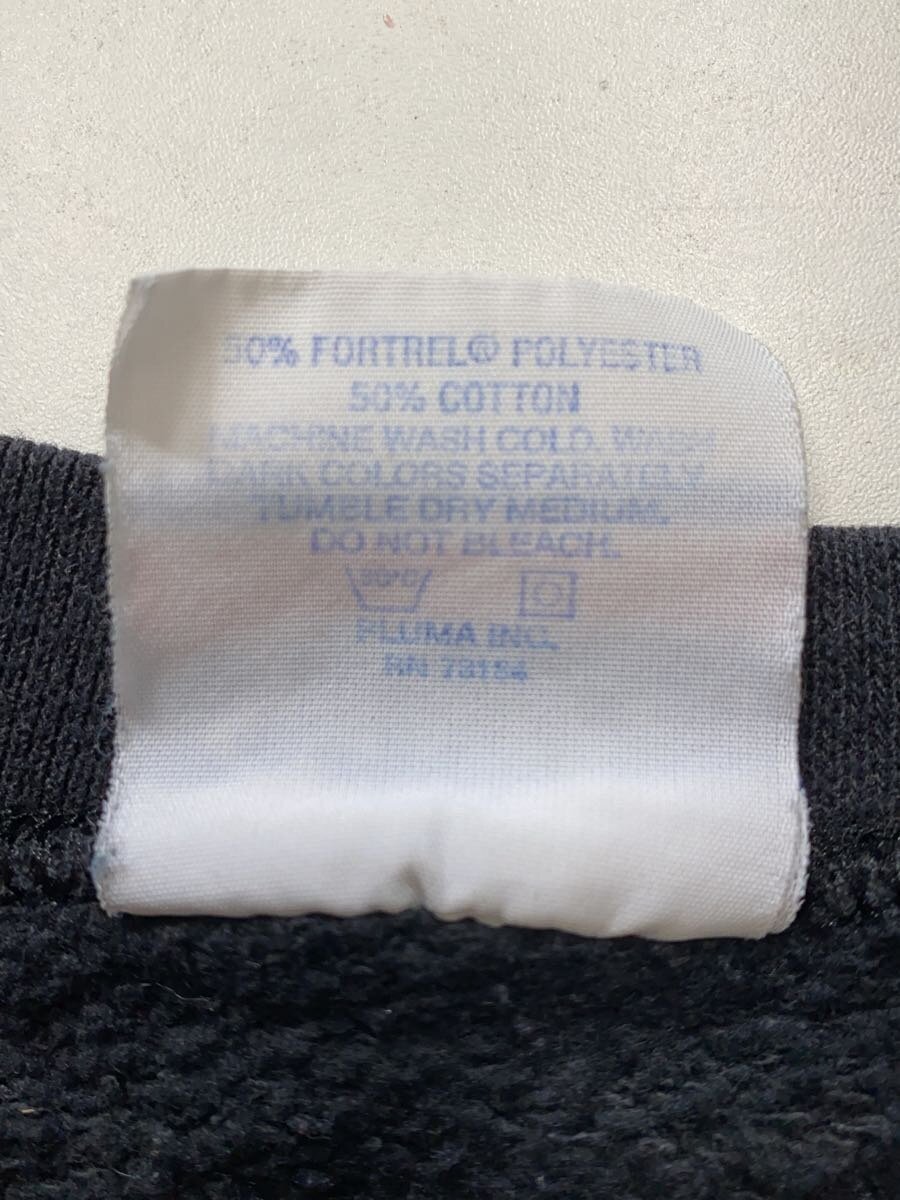 50% FORTREL® POLYESTER
50% COTTON
MACHINE WASH COLD. WASH
DARK COLORS SEPARATELY
TUMBLE DRY MEDIUM.
DO NOT BLEACH.
30°C
PLUMA INC.
RN 73184